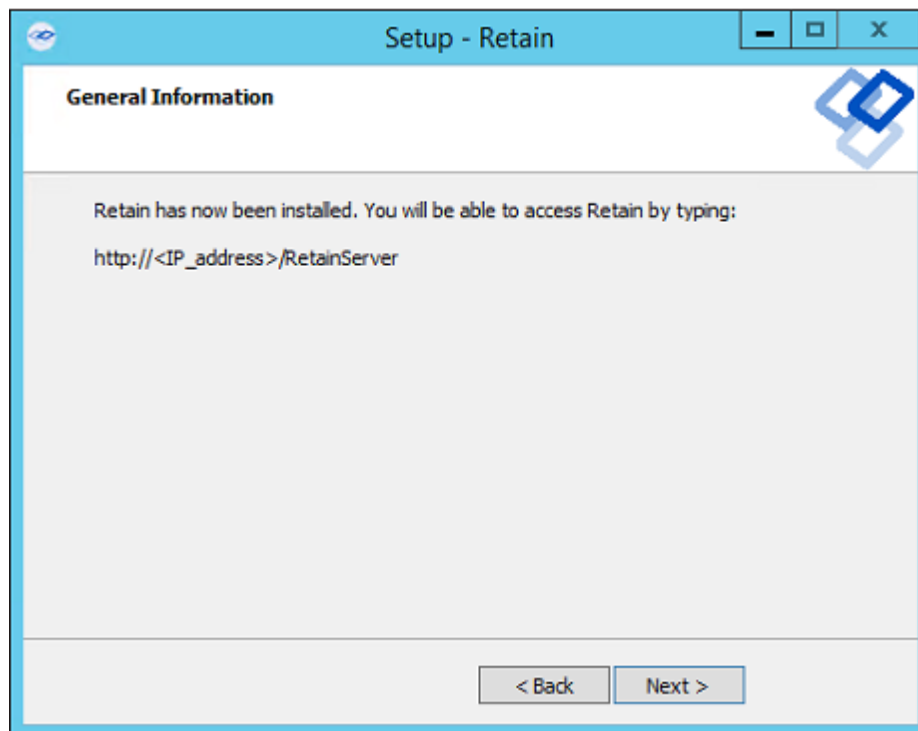 Setup - Retain
General Information
Retain has now been installed. You will be able to access Retain by typing:
http://<IP_address>/RetainServer
< Back
Next >